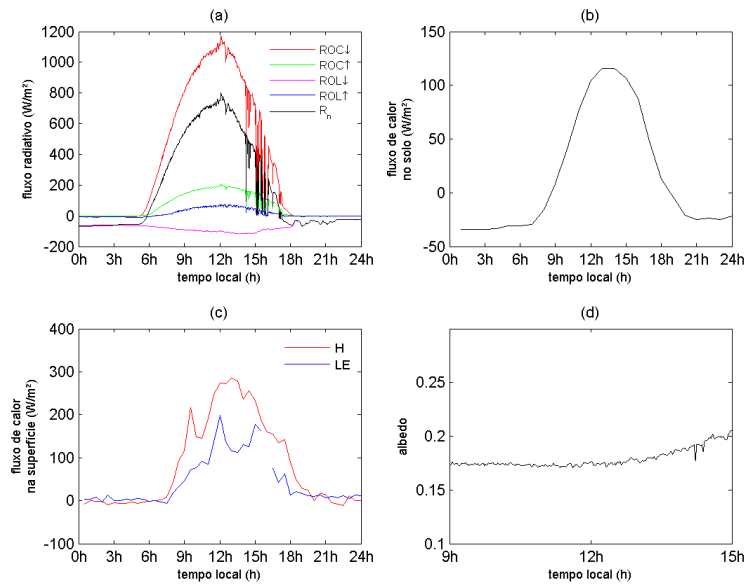 (a)
1200
1000
800
600
400
200
0
-200
fluxo radiativo (W/m²)
ROC↓
ROC↑
ROL↓
ROL↑
Rn
0h 3h 6h 9h 12h 15h 18h 21h 24h
tempo local (h)
(b)
150
100
50
0
-50
fluxo de calor
no solo (W/m²)
0h 3h 6h 9h 12h 15h 18h 21h 24h
tempo local (h)
(c)
400
300
200
100
0
-100
fluxo de calor
na superfície (W/m²)
H
LE
0h 3h 6h 9h 12h 15h 18h 21h 24h
tempo local (h)
(d)
0.25
0.2
0.15
0.1
albedo
9h 12h 15h
tempo local (h)